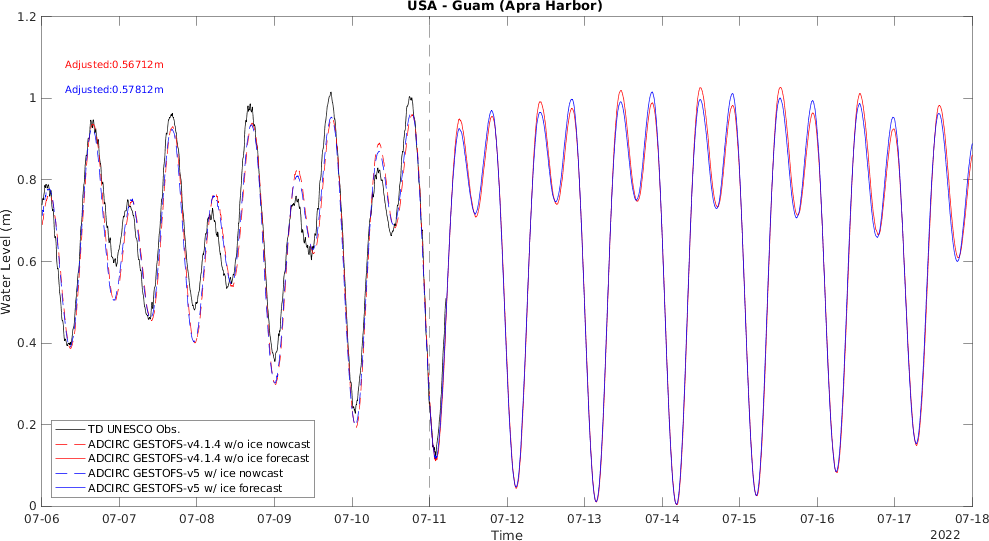 USA - Guam (Apra Harbor)
1.2
1
0.8
0.6
0.4
0.2
0
Water Level (m)
Adjusted:0.56712m
Adjusted:0.57812m
TD UNESCO Obs.
ADCIRC GESTOFS-v4.1.4 w/o ice nowcast
ADCIRC GESTOFS-v4.1.4 w/o ice forecast
ADCIRC GESTOFS-v5 w/ ice nowcast
ADCIRC GESTOFS-v5 w/ ice forecast
07-06 07-07 07-08 07-09 07-10 07-11 07-12 07-13 07-14 07-15 07-16 07-17 07-18
Time
2022